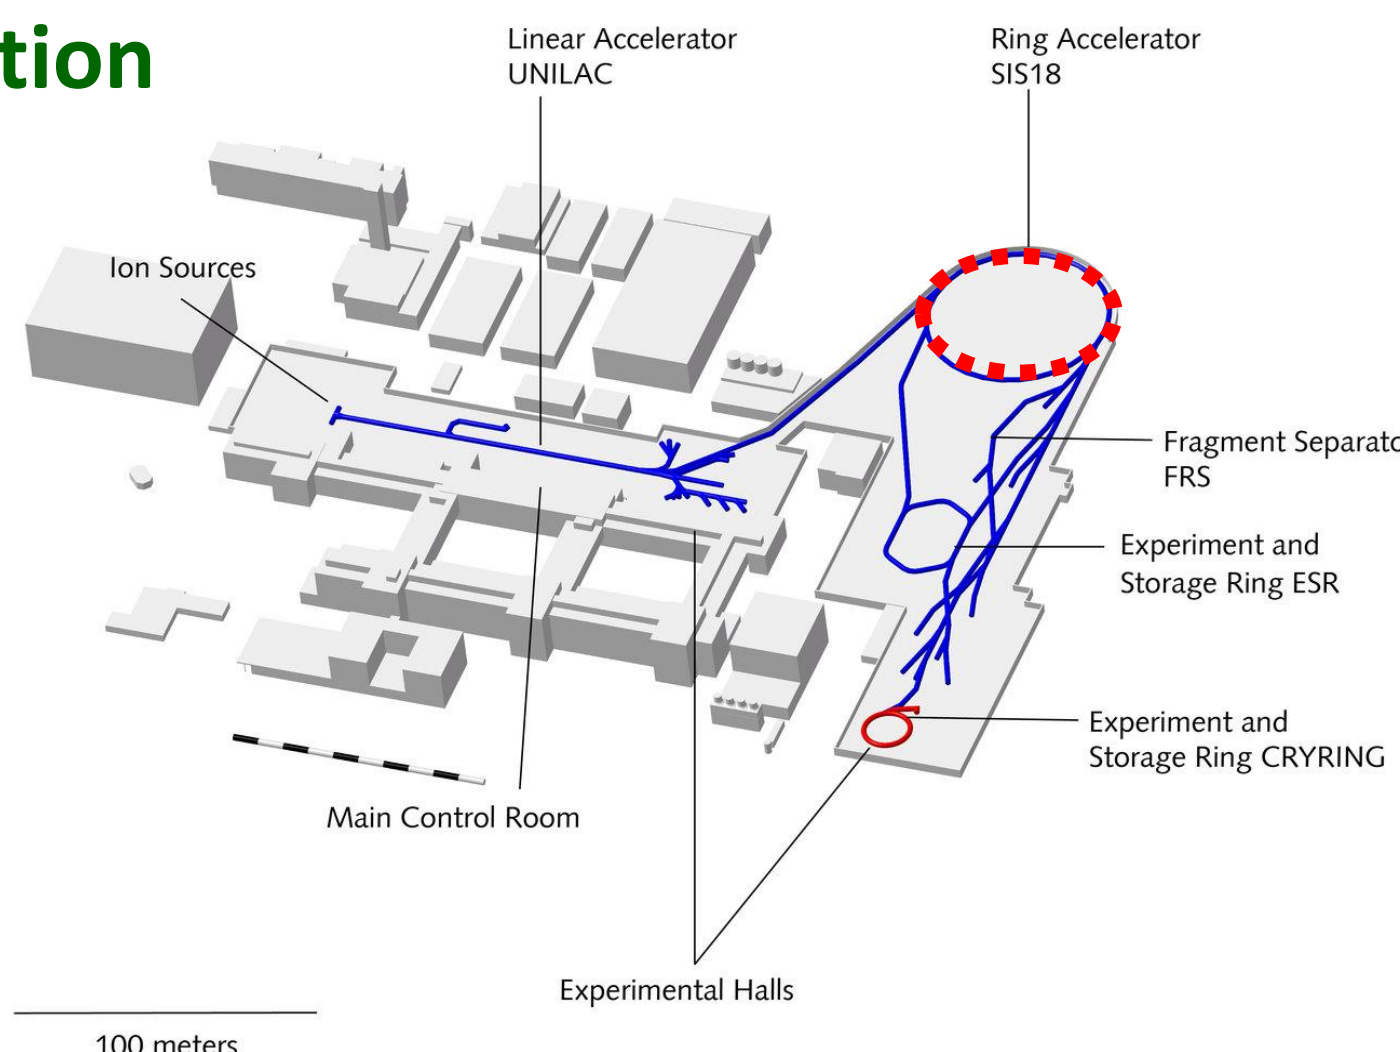 tion
Linear Accelerator
UNILAC
Ring Accelerator
SIS18
Ion Sources
Fragment Separato
FRS
Experiment and
Storage Ring ESR
Experiment and
Storage Ring CRYRING
Main Control Room
Experimental Halls
100 meters